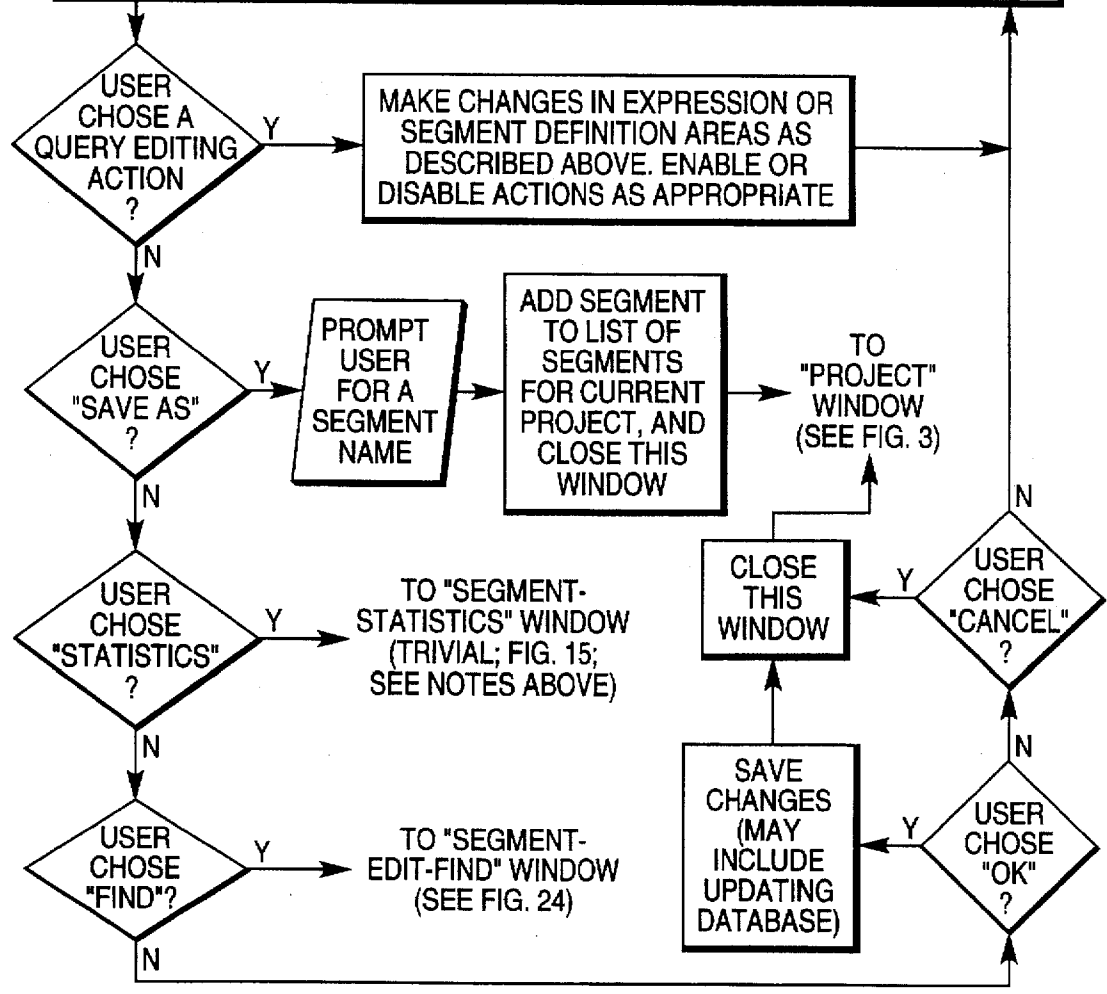 USER
CHOSE A
QUERY EDITING
ACTION
?
Y
MAKE CHANGES IN EXPRESSION OR
SEGMENT DEFINITION AREAS AS
DESCRIBED ABOVE. ENABLE OR
DISABLE ACTIONS AS APPROPRIATE
N
USER
CHOSE
"SAVE AS"
?
Y
PROMPT
USER
FOR A
SEGMENT
NAME
ADD SEGMENT
TO LIST OF
SEGMENTS
FOR CURRENT
PROJECT, AND
CLOSE THIS
WINDOW
TO
"PROJECT"
WINDOW
(SEE FIG. 3)
N
USER
CHOSE
"STATISTICS"
?
Y
TO "SEGMENT-
STATISTICS" WINDOW
(TRIVIAL; FIG. 15;
SEE NOTES ABOVE)
N
USER
CHOSE
"FIND"?
Y
TO "SEGMENT-
EDIT-FIND" WINDOW
(SEE FIG. 24)
N
USER
CHOSE
"OK"
?
Y
SAVE
CHANGES
(MAY
INCLUDE
UPDATING
DATABASE)
N
USER
CHOSE
"CANCEL"
?
Y
CLOSE
THIS
WINDOW
N